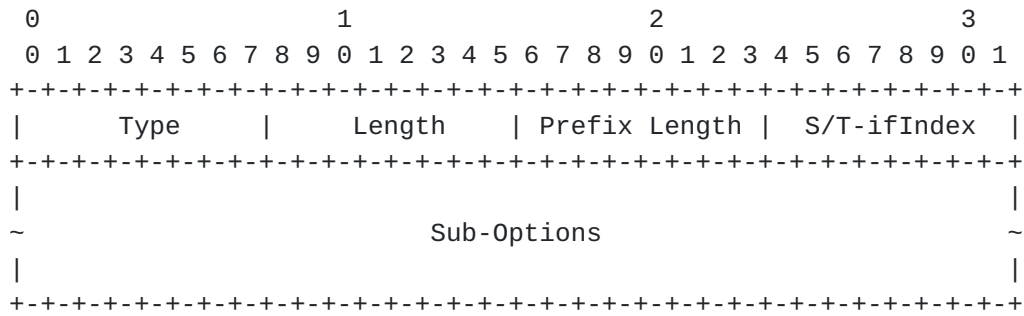 0                   1                   2                   3
 0 1 2 3 4 5 6 7 8 9 0 1 2 3 4 5 6 7 8 9 0 1 2 3 4 5 6 7 8 9 0 1
+-+-+-+-+-+-+-+-+-+-+-+-+-+-+-+-+-+-+-+-+-+-+-+-+-+-+-+-+-+-+-+-+
|      Type     |     Length    | Prefix Length |  S/T-ifIndex  |
+-+-+-+-+-+-+-+-+-+-+-+-+-+-+-+-+-+-+-+-+-+-+-+-+-+-+-+-+-+-+-+-+
|                                                               |
~                          Sub-Options                          ~
|                                                               |
+-+-+-+-+-+-+-+-+-+-+-+-+-+-+-+-+-+-+-+-+-+-+-+-+-+-+-+-+-+-+-+-+